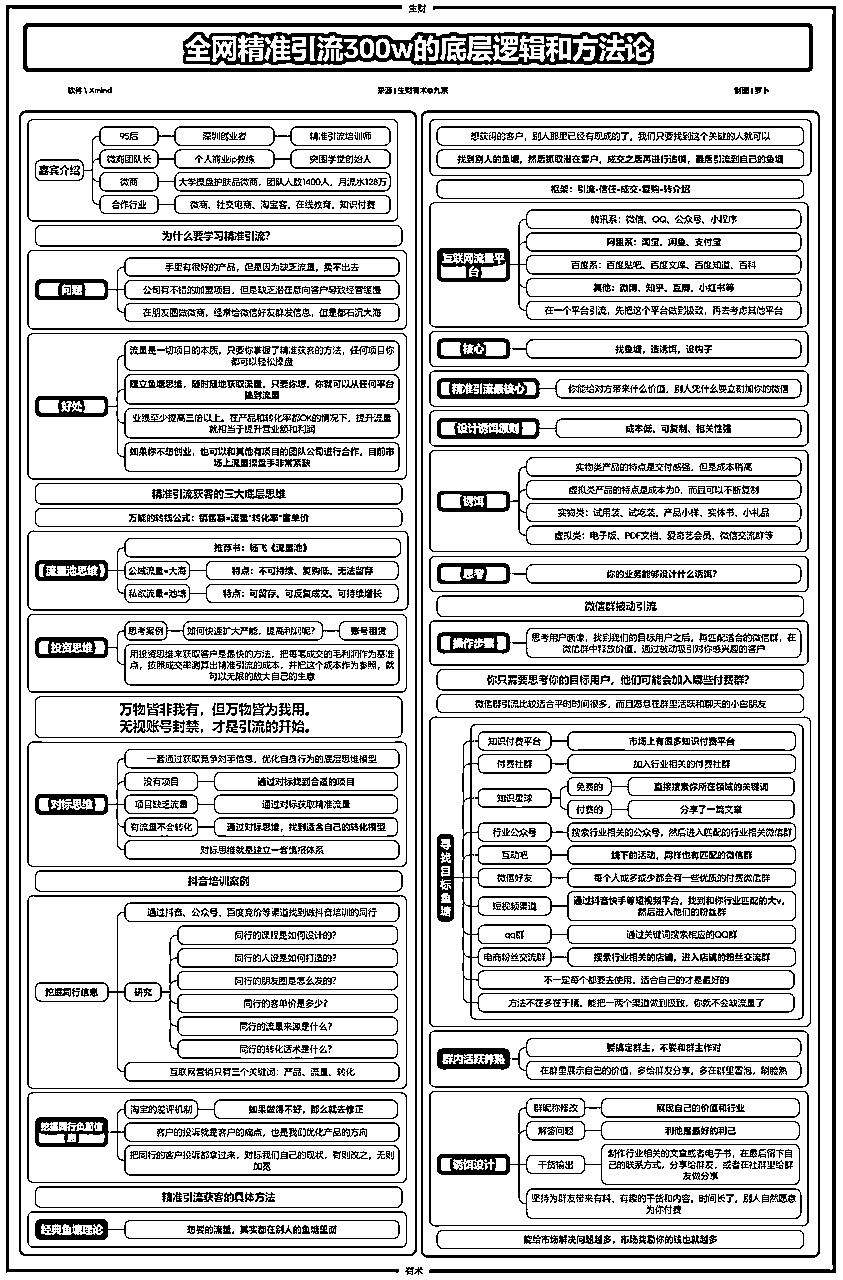 生财
全网精准引流300w的底层逻辑和方法论
软件 \ Xmind
来源 | 生财有术@九京
制图 | 萝卜
嘉宾介绍
95后
深圳创业者
精准引流培训师
微商团队长
个人商业ip教练
突围学堂创始人
微商
大学操盘护肤品微商，团队人数1400人，月流水128万
合作行业
微商、社交电商、淘宝客、在线教育、知识付费
为什么要学习精准引流？
问题
手里有很好的产品，但是因为缺乏流量，卖不出去
公司有不错的加盟项目，但是缺乏潜在意向客户导致经营缓慢
在朋友圈做微商，经常给微信好友群发信息，但是都石沉大海
好处
流量是一切项目的本质，只要你掌握了精准获客的方法，任何项目你
都可以轻松操盘
建立鱼塘思维，随时随地获取流量，只要你想，你就可以从任何平台
搞到流量
业绩至少提高三倍以上。在产品和转化率都OK的情况下，提升流量
就相当于提升营业额和利润
如果你不想创业，也可以和其他有项目的团队公司进行合作，目前市
场上流量操盘手非常紧缺
精准引流获客的三大底层思维
万能的转钱公式：销售额=流量*转化率*客单价
流量池思维
推荐书：杨飞《流量池》
公域流量=大海
特点：不可持续、复购低、无法留存
私欲流量=池塘
特点：可留存、可反复成交、可持续增长
投资思维
思考案例
如何快速扩大产能，提高利润呢？
账号租赁
用投资思维来获取客户是最快的方法，把每笔成交的毛利润作为基准
点，按照成交率测算出精准引流的成本，并把这个成本作为参照，就
可以无限的放大自己的生意
万物皆非我有，但万物皆为我用。
无视账号封禁，才是引流的开始。
对标思维
一套通过获取竞争对手信息，优化自身行为的底层思维模型
没有项目
通过对标找到合适的项目
项目缺乏流量
通过对标获取精准流量
有流量不会转化
通过对标思维，找到适合自己的转化模型
对标思维就是建立一套情报体系
抖音培训案例
挖掘同行信息
通过抖音、公众号、百度竞价等渠道找到做抖音培训的同行
研究
同行的课程是如何设计的？
同行的人设是如何打造的？
同行的朋友圈是怎么发的？
同行的客单价是多少？
同行的流量来源是什么？
同行的转化话术是什么？
互联网营销只有三个关键词：产品、流量、转化
挖掘同行负面信
息
淘宝的差评机制
如果做得不好，那么就去修正
客户的投诉就是客户的痛点，也是我们优化产品的方向
把同行的客户投诉都拿过来，对标我们自己的现状，有则改之，无则
加冕
精准引流获客的具体方法
经典鱼塘理论
想要的流量，其实都在别人的鱼塘里面
想获得的客户，别人那里已经有现成的了，我们只要找到这个关键的人就可以
找到别人的鱼塘，然后抓取潜在客户，成交之后再进行追销，最后引流到自己的鱼塘
框架：引流-信任-成交-复购-转介绍
互联网流量平
台
腾讯系：微信、QQ、公众号、小程序
阿里系：淘宝、闲鱼、支付宝
百度系：百度贴吧、百度文库、百度知道、百科
其他：微博、知乎、豆瓣、小红书等
在一个平台引流，先把这个平台做到极致，再去考虑其他平台
核心
找鱼塘，造诱饵，设钩子
精准引流最核心
你能给对方带来什么价值，别人凭什么要立刻加你的微信
设计诱饵原则
成本低、可复制、相关性强
诱饵
实物类产品的特点是交付感强，但是成本稍高
虚拟类产品的特点是成本为0，而且可以不断复制
实物类：试用装、试吃装、产品小样、实体书、小礼品
虚拟类：电子版、PDF文档、爱奇艺会员、微信交流群等
思考
你的业务能够设计什么诱饵？
微信群被动引流
操作步骤
思考用户画像，找到我们的目标用户之后，再匹配适合的微信群，在
微信群中释放价值，通过被动吸引对你感兴趣的客户
你只需要思考你的目标用户，他们可能会加入哪些付费群？
微信群引流比较适合平时时间很多，而且愿意在群里活跃和聊天的小白朋友
寻找目标鱼塘
知识付费平台
市场上有很多知识付费平台
付费社群
加入行业相关的付费社群
知识星球
免费的
直接搜索你所在领域的关键词
付费的
分享了一篇文章
行业公众号
搜索行业相关的公众号，然后进入匹配的行业相关微信群
互动吧
线下的活动，同样也有匹配的微信群
微信好友
每个人或多或少都会有一些优质的付费微信群
短视频渠道
通过抖音快手等短视频平台，找到和你行业匹配的大v，
然后进入他们的粉丝群
qq群
通过关键词搜索相应的QQ群
电商粉丝交流群
搜索行业相关的店铺，进入店铺的粉丝交流群
不一定每个都要去使用，适合自己的才是最好的
方法不在多在于精，能把一两个渠道做到极致，你就不会缺流量了
群内活跃养熟
要搞定群主，不要和群主作对
在群里展示自己的价值，多给群友分享，多在群里冒泡，销脸熟
诱饵设计
群昵称修改
展现自己的价值和行业
解答问题
利他是最好的利己
干货输出
制作行业相关的文章或者电子书，在最后留下自
己的联系方式，分享给群友，或者在社群里给群
友做分享
坚持为群友带来有料、有趣的干货和内容，时间长了，别人自然愿意
为你付费
能给市场解决问题越多，市场奖励你的钱也就越多
有术